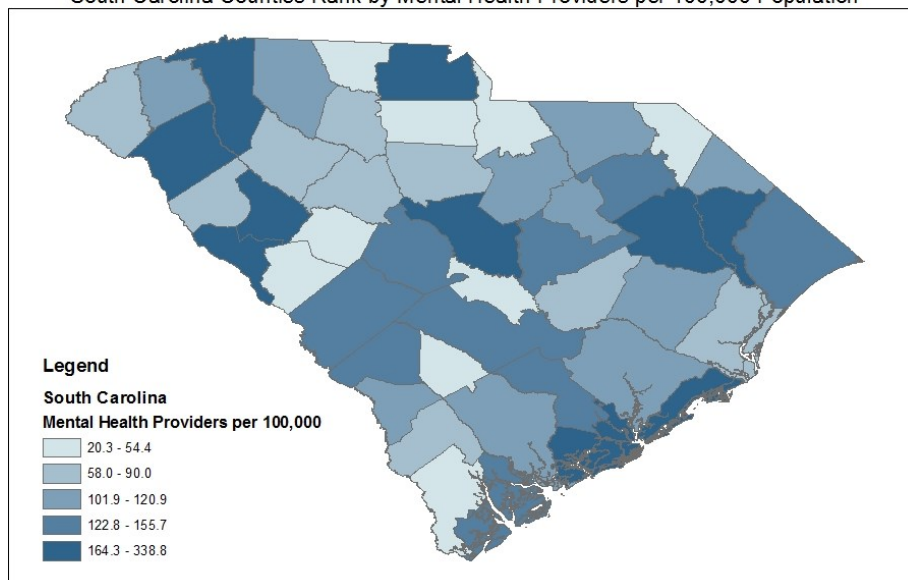 South Carolina Counties Rank by Mental Health Providers per 100,000 Population
Legend
South Carolina
Mental Health Providers per 100,000
20.3 - 54.4
58.0 - 90.0
101.9 - 120.9
122.8 - 155.7
164.3 - 338.8